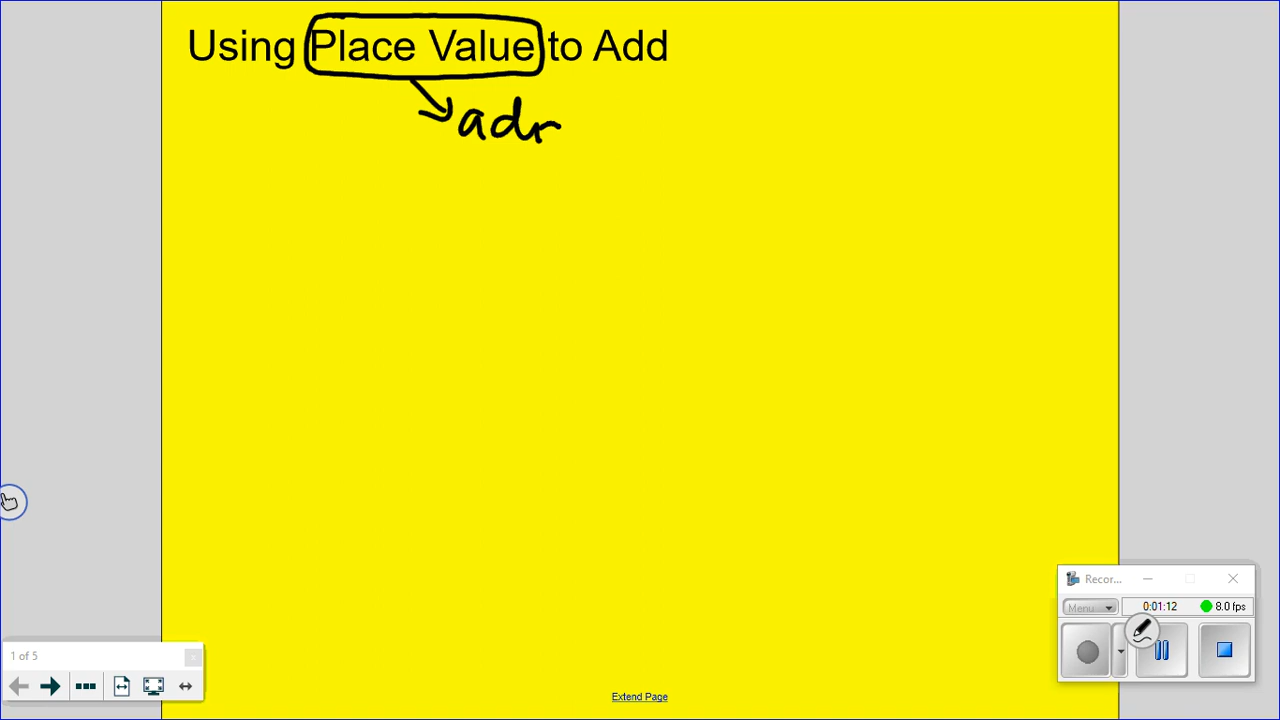 Using Place Value to Add
adr
Recor...
Menu
0:01:12
8.0 fps
1 of 5
Extend Page